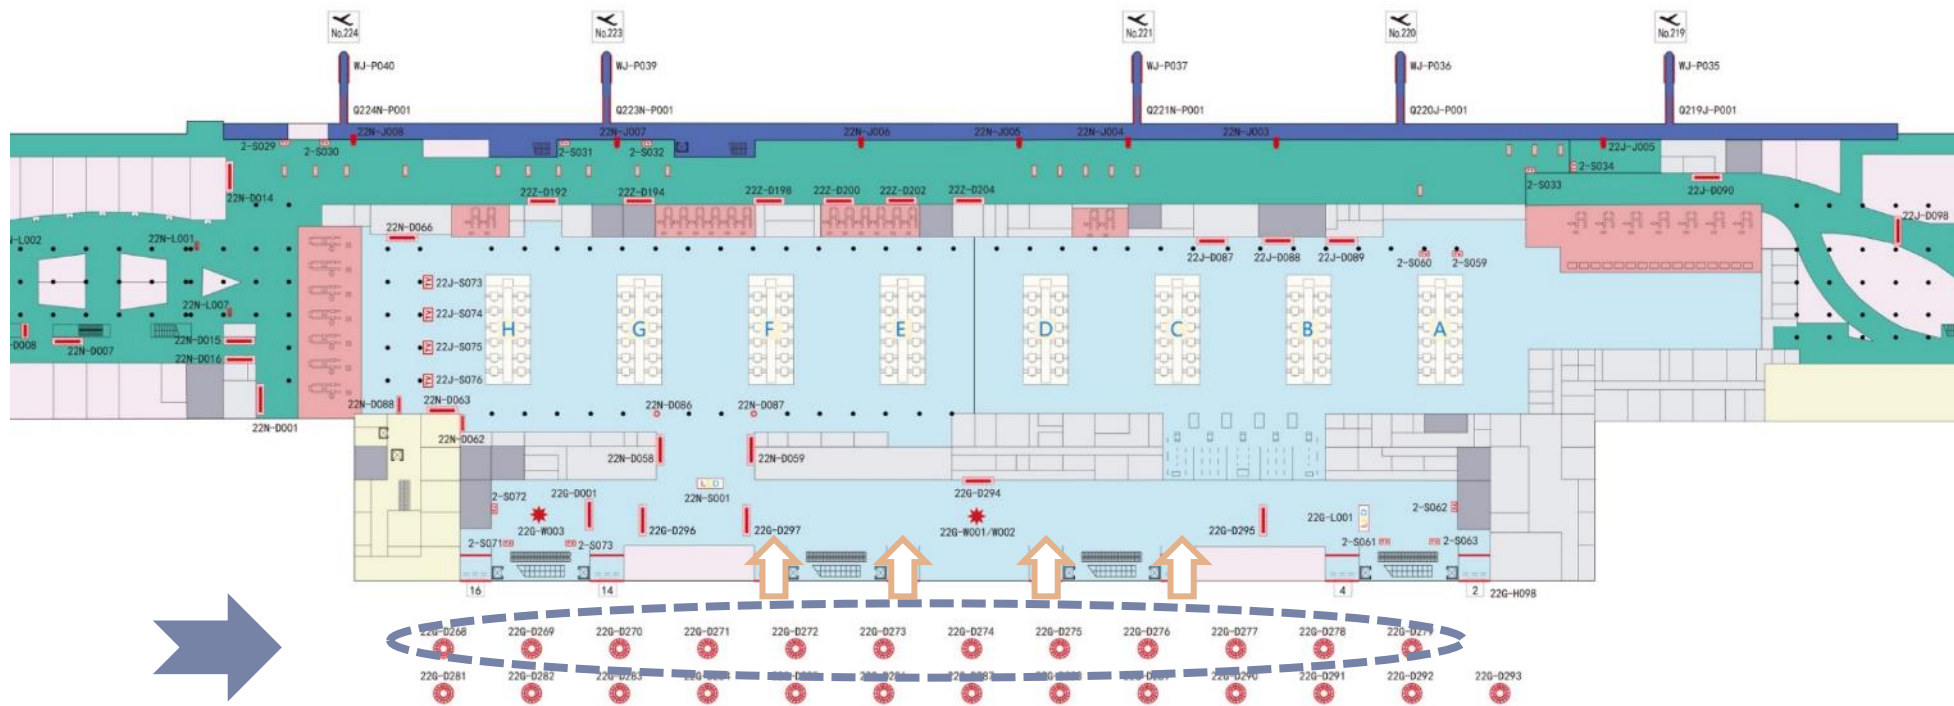 No.224 No.223 No.221 No.220 No.219
WJ-P040 WJ-P039 WJ-P037 WJ-P036 WJ-P035
Q224N-P001 Q223N-P001 Q221N-P001 Q220J-P001 Q219J-P001
22N-J008 22N-J007 22N-J006 22N-J005 22N-J004 22N-J003
2-S029 2-S030 2-S031 2-S032 22J-J005
2-S034
2-S033
22N-D014 22Z-D192 22Z-D194 22Z-D198 22Z-D200 22Z-D202 22Z-D204 22J-D090
22N-D066 22J-D098
N-L002 22N-L001 22J-D087 22J-D088 22J-D089 2-S060 2-S059
22J-S073
22N-L007 22J-S074
H G F E D C B A
-D008 22N-D007 22N-D015 22J-S075
22N-D016 22J-S076
22N-D088 22N-D063 22N-D086 22N-D087
22N-D001 22N-D062
22N-D058 22N-D059
LED
22N-S001 22G-D294
2-S072 22G-D001 2-S062
22G-L001
22G-W003 22G-D296 22G-D297 22G-W001/W002 22G-D295
2-S071 2-S073 2-S061 2-S063
16 14 4 2 22G-H098
22G-D268 22G-D269 22G-D270 22G-D271 22G-D272 22G-D273 22G-D274 22G-D275 22G-D276 22G-D277 22G-D278 22G-D279
22G-D281 22G-D282 22G-D283 22G-D290 22G-D291 22G-D292 22G-D293